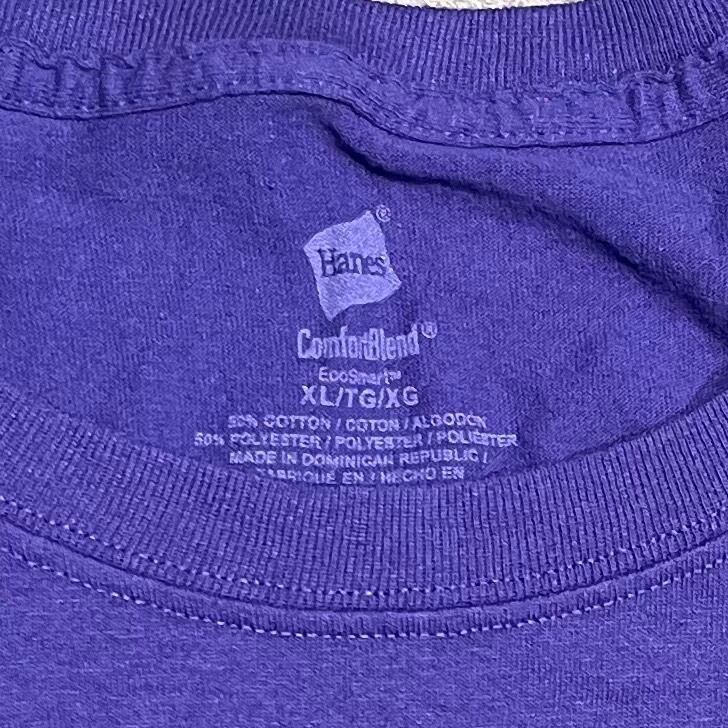 Hanes®
ComfortBlend®
EcoSmart™
XL/TG/XG
50% COTTON / COTON / ALGODON
50% POLYESTER / POLYESTER / POLIÉSTER
MADE IN DOMINICAN REPUBLIC /
FABRIQUÉ EN / HECHO EN